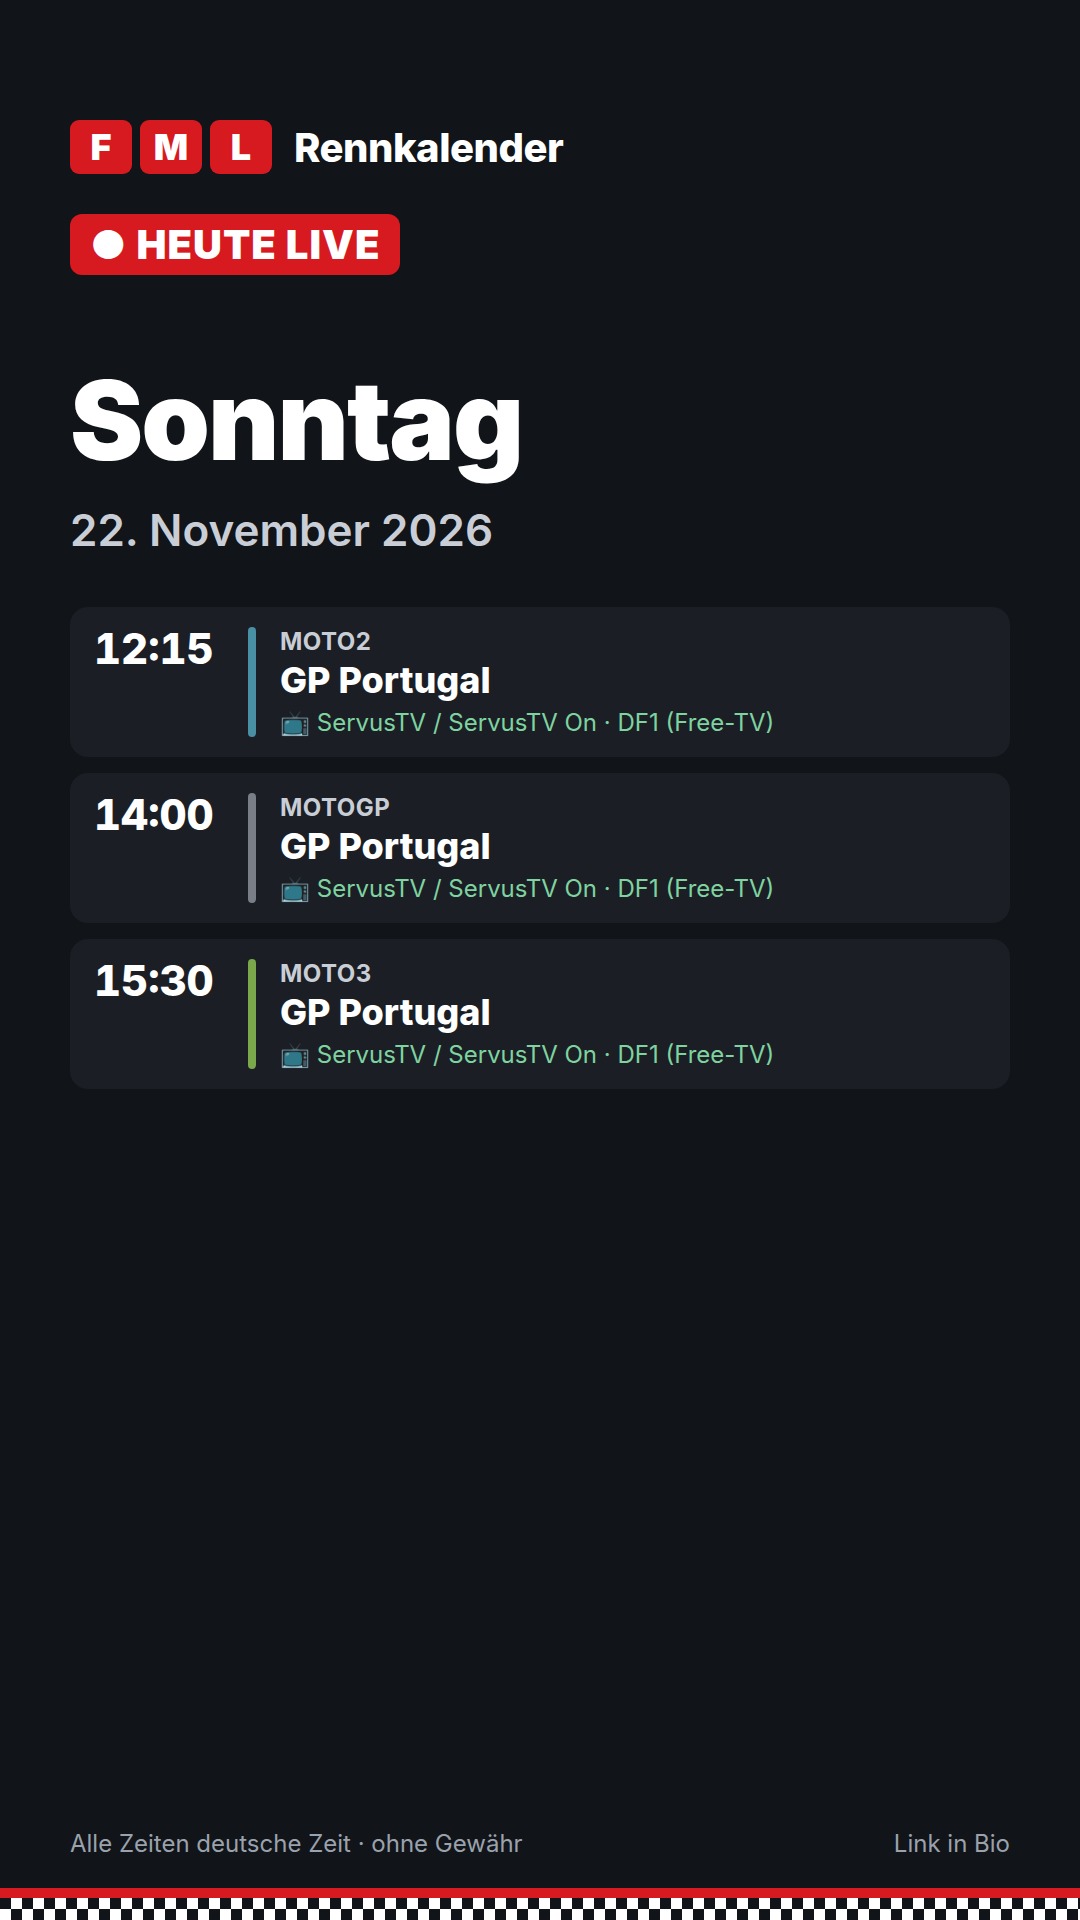 F M L Rennkalender
● HEUTE LIVE
Sonntag
22. November 2026
12:15
MOTO2
GP Portugal
📺 ServusTV / ServusTV On · DF1 (Free-TV)
14:00
MOTOGP
GP Portugal
📺 ServusTV / ServusTV On · DF1 (Free-TV)
15:30
MOTO3
GP Portugal
📺 ServusTV / ServusTV On · DF1 (Free-TV)
Alle Zeiten deutsche Zeit · ohne Gewähr
Link in Bio